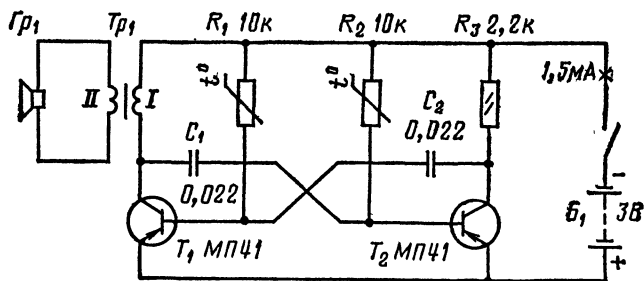 Гр₁
Тр₁
R₁ 10к
R₂ 10к
R₃ 2,2к
1,5мА
t°
t°
II
I
C₁
0,022
C₂
0,022
Б₁
3В
−
+
T₁ МП41
T₂ МП41